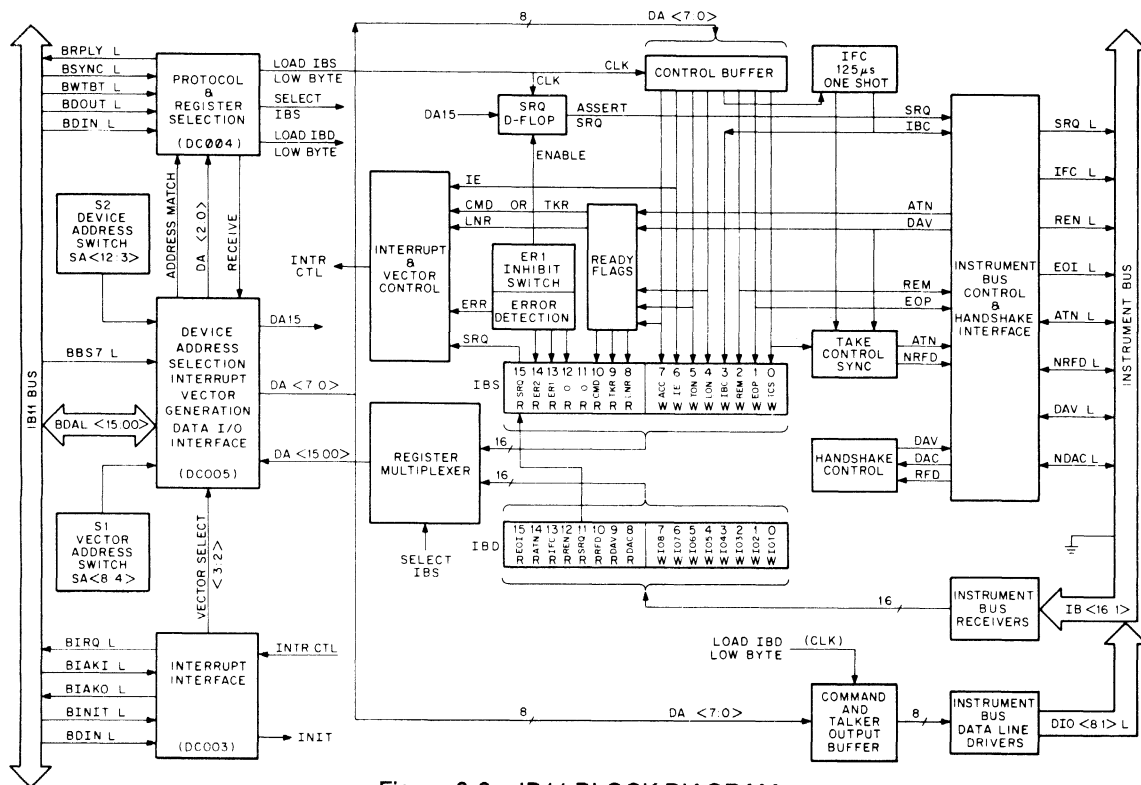 8 DA <7:0>
BRPLY L
BSYNC L
BWTBT L
BDOUT L
BDIN L
PROTOCOL
&
REGISTER
SELECTION
(DC004)
LOAD IBS
LOW BYTE
SELECT
IBS
LOAD IBD
LOW BYTE
CLK
CLK
CONTROL BUFFER
IFC
125µs
ONE SHOT
DA15
SRQ
D-FLOP
ASSERT
SRQ
ENABLE
SRQ
IBC
SRQ L
IFC L
REN L
EOI L
ATN L
NRFD L
DAV L
NDAC L
INSTRUMENT BUS
IB11 BUS
S2
DEVICE
ADDRESS
SWITCH
SA<12:3>
ADDRESS MATCH
DA <2:0>
RECEIVE
INTR
CTL
INTERRUPT
&
VECTOR
CONTROL
IE
CMD OR TKR
LNR
ER1
INHIBIT
SWITCH
ERROR
DETECTION
ERR
SRQ
READY
FLAGS
ATN
DAV
REM
EOP
INSTRUMENT
BUS
CONTROL
&
HANDSHAKE
INTERFACE
TAKE
CONTROL
SYNC
ATN
NRFD
BBS7 L
BDAL <15:00>
DEVICE
ADDRESS
SELECTION
INTERRUPT
VECTOR
GENERATION
DATA I/O
INTERFACE
(DC005)
DA15
DA <7:0>
DA <15:00>
IBS
15 14 13 12 11 10 9 8 7 6 5 4 3 2 1 0
SRQ ER2 ER1 0 0 CMD TKR LNR ACC IE TON LON IBC REM EOP TCS
R R R R R R R R W W W W W W W W
16
16
REGISTER
MULTIPLEXER
SELECT
IBS
HANDSHAKE
CONTROL
DAV
DAC
RFD
S1
VECTOR
ADDRESS
SWITCH
SA<8:4>
VECTOR SELECT
<3:2>
IBD
15 14 13 12 11 10 9 8 7 6 5 4 3 2 1 0
EOI ATN IFC REN SRQ RFD DAV DAC IO8 IO7 IO6 IO5 IO4 IO3 IO2 IO1
R R R R R R R R W W W W W W W W
16
INSTRUMENT
BUS
RECEIVERS
IB <16:1>
BIRQ L
BIAKI L
BIAKO L
BINIT L
BDIN L
INTERRUPT
INTERFACE
(DC003)
INTR CTL
INIT
LOAD IBD (CLK)
LOW BYTE
8 DA <7:0>
COMMAND
AND
TALKER
OUTPUT
BUFFER
8
INSTRUMENT
BUS
DATA LINE
DRIVERS
DIO <8:1> L